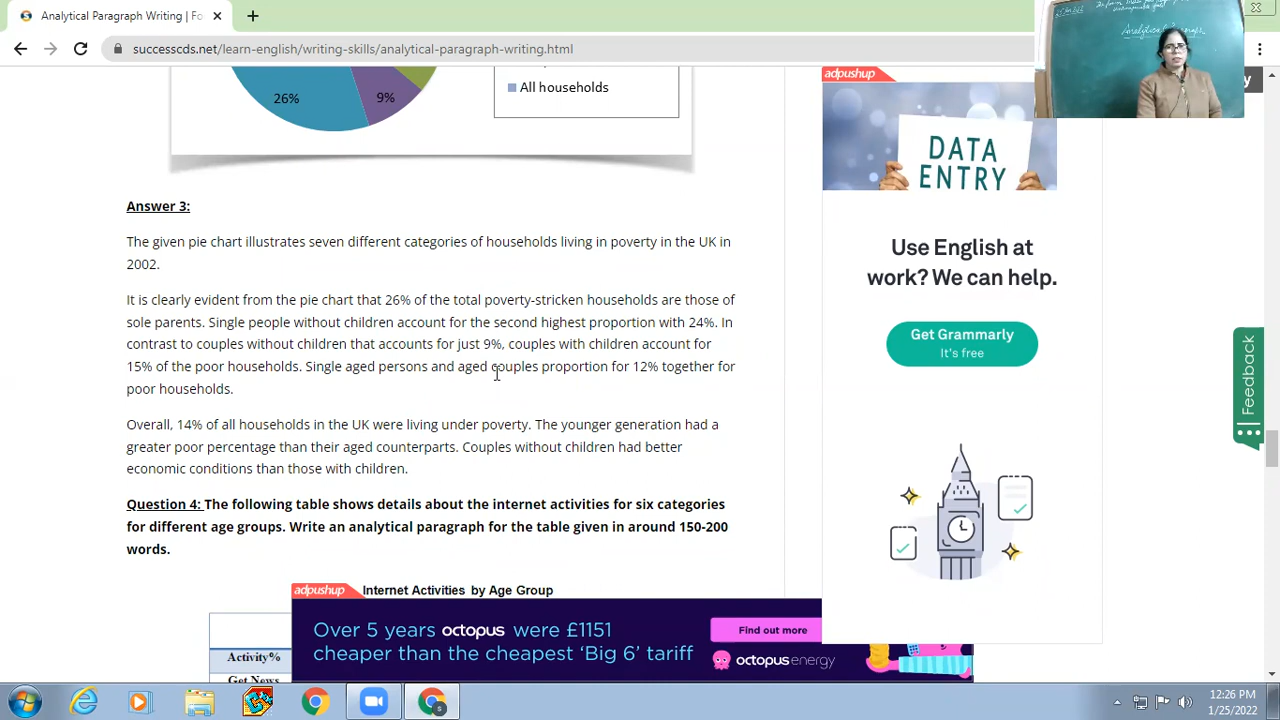 Analytical Paragraph Writing | Fo
successcds.net/learn-english/writing-skills/analytical-paragraph-writing.html
26%
9%
All households
Answer 3:
The given pie chart illustrates seven different categories of households living in poverty in the UK in
2002.
It is clearly evident from the pie chart that 26% of the total poverty-stricken households are those of
sole parents. Single people without children account for the second highest proportion with 24%. In
contrast to couples without children that accounts for just 9%, couples with children account for
15% of the poor households. Single aged persons and aged couples proportion for 12% together for
poor households.
Overall, 14% of all households in the UK were living under poverty. The younger generation had a
greater poor percentage than their aged counterparts. Couples without children had better
economic conditions than those with children.
Question 4: The following table shows details about the internet activities for six categories
for different age groups. Write an analytical paragraph for the table given in around 150-200
words.
adpushup
Internet Activities by Age Group
Over 5 years octopus were £1151
cheaper than the cheapest 'Big 6' tariff
Find out more
octopus energy
Activity%
Get News
adpushup
DATA
ENTRY
Use English at
work? We can help.
Get Grammarly
It's free
Feedback
12:26 PM
1/25/2022